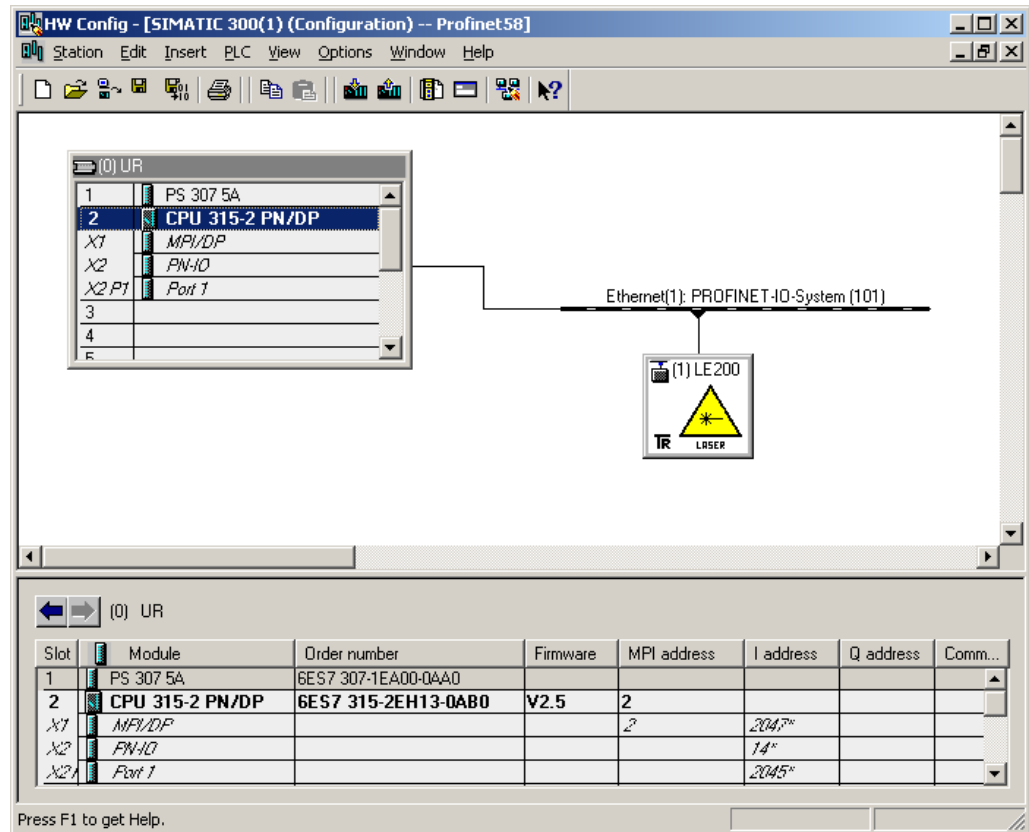 HW Config - [SIMATIC 300(1) (Configuration) -- Profinet58]
Station Edit Insert PLC View Options Window Help
(0) UR
1 PS 307 5A
2 CPU 315-2 PN/DP
X1 MPI/DP
X2 PN-IO
X2 P1 Port 1
3
4
5
Ethernet(1): PROFINET-IO-System (101)
(1) LE200
TR LASER
(0) UR
Slot Module Order number Firmware MPI address I address Q address Comm...
1 PS 307 5A 6ES7 307-1EA00-0AA0
2 CPU 315-2 PN/DP 6ES7 315-2EH13-0AB0 V2.5 2
X1 MPI/DP 2 2047*
X2 PN-IO 14*
X2 Port 1 2045*
Press F1 to get Help.